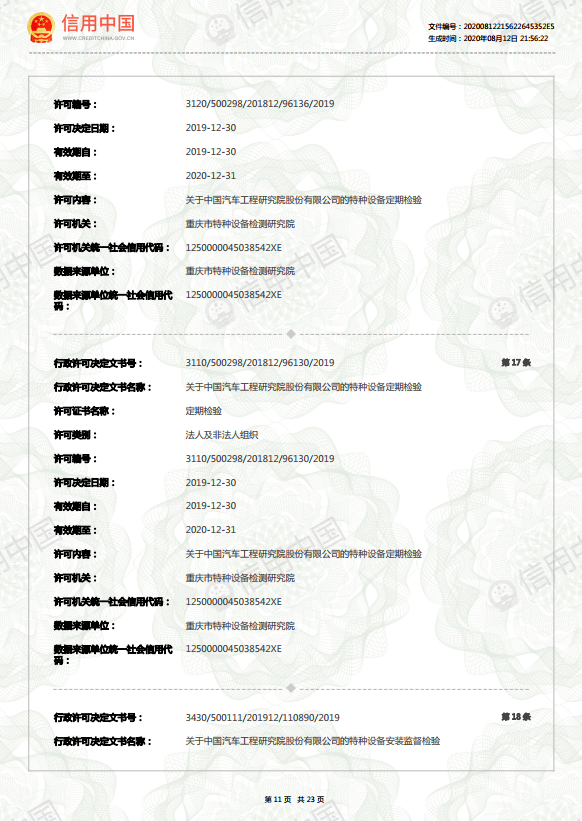 信用中国
WWW.CREDITCHINA.GOV.CN
文件编号：20200812215622645352E5
生成时间：2020年08月12日 21:56:22
许可编号： 3120/500298/201812/96136/2019
许可决定日期： 2019-12-30
有效期自： 2019-12-30
有效期至： 2020-12-31
许可内容： 关于中国汽车工程研究院股份有限公司的特种设备定期检验
许可机关： 重庆市特种设备检测研究院
许可机关统一社会信用代码： 1250000045038542XE
数据来源单位： 重庆市特种设备检测研究院
数据来源单位统一社会信用代 1250000045038542XE
码：
行政许可决定文书号： 3110/500298/201812/96130/2019 第 17 条
行政许可决定文书名称： 关于中国汽车工程研究院股份有限公司的特种设备定期检验
许可证书名称： 定期检验
许可类别： 法人及非法人组织
许可编号： 3110/500298/201812/96130/2019
许可决定日期： 2019-12-30
有效期自： 2019-12-30
有效期至： 2020-12-31
许可内容： 关于中国汽车工程研究院股份有限公司的特种设备定期检验
许可机关： 重庆市特种设备检测研究院
许可机关统一社会信用代码： 1250000045038542XE
数据来源单位： 重庆市特种设备检测研究院
数据来源单位统一社会信用代 1250000045038542XE
码：
行政许可决定文书号： 3430/500111/201912/110890/2019 第 18 条
行政许可决定文书名称： 关于中国汽车工程研究院股份有限公司的特种设备安装监督检验
第 11 页 共 23 页